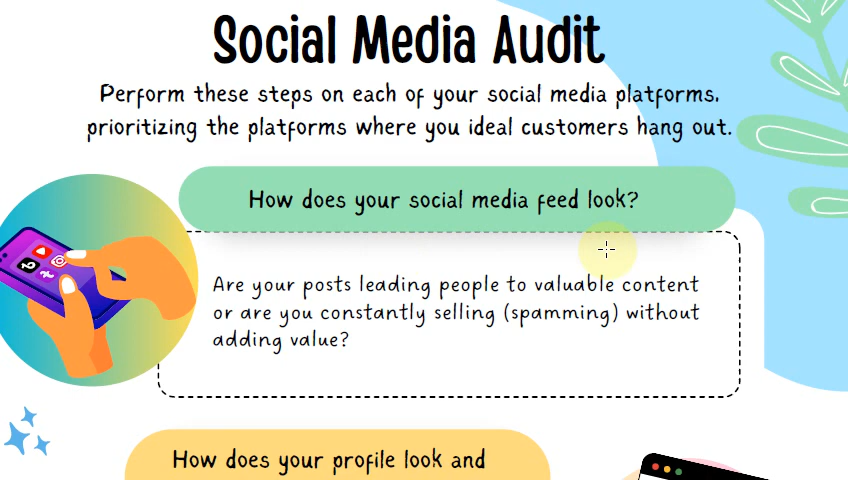 Social Media Audit
Perform these steps on each of your social media platforms,
prioritizing the platforms where you ideal customers hang out.
How does your social media feed look?
Are your posts leading people to valuable content
or are you constantly selling (spamming) without
adding value?
How does your profile look and